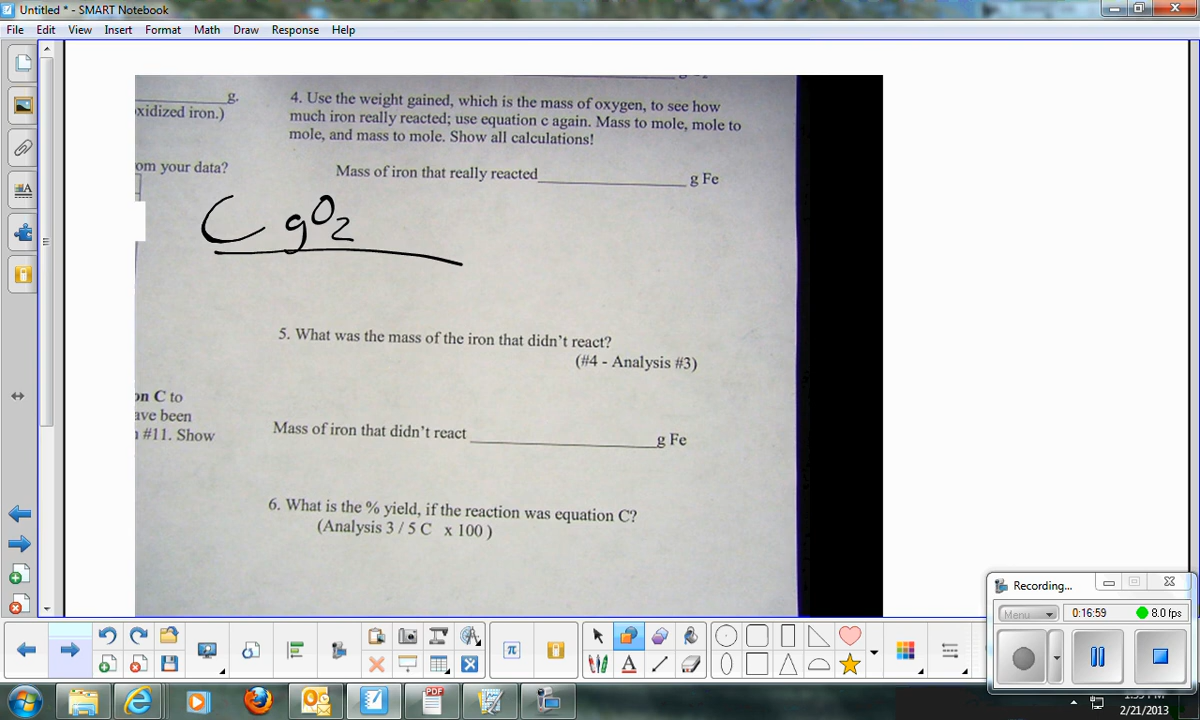 Untitled * - SMART Notebook
File Edit View Insert Format Math Draw Response Help
g.
oxidized iron.)
om your data?
4. Use the weight gained, which is the mass of oxygen, to see how
much iron really reacted; use equation c again. Mass to mole, mole to
mole, and mass to mole. Show all calculations!
Mass of iron that really reacted____________________ g Fe
C gO2
5. What was the mass of the iron that didn't react?
(#4 - Analysis #3)
on C to
ave been
#11. Show
Mass of iron that didn't react _________________________g Fe
6. What is the % yield, if the reaction was equation C?
(Analysis 3 / 5 C x 100 )
Recording...
Menu
0:16:59
8.0 fps
π
A
PDF
2/21/2013